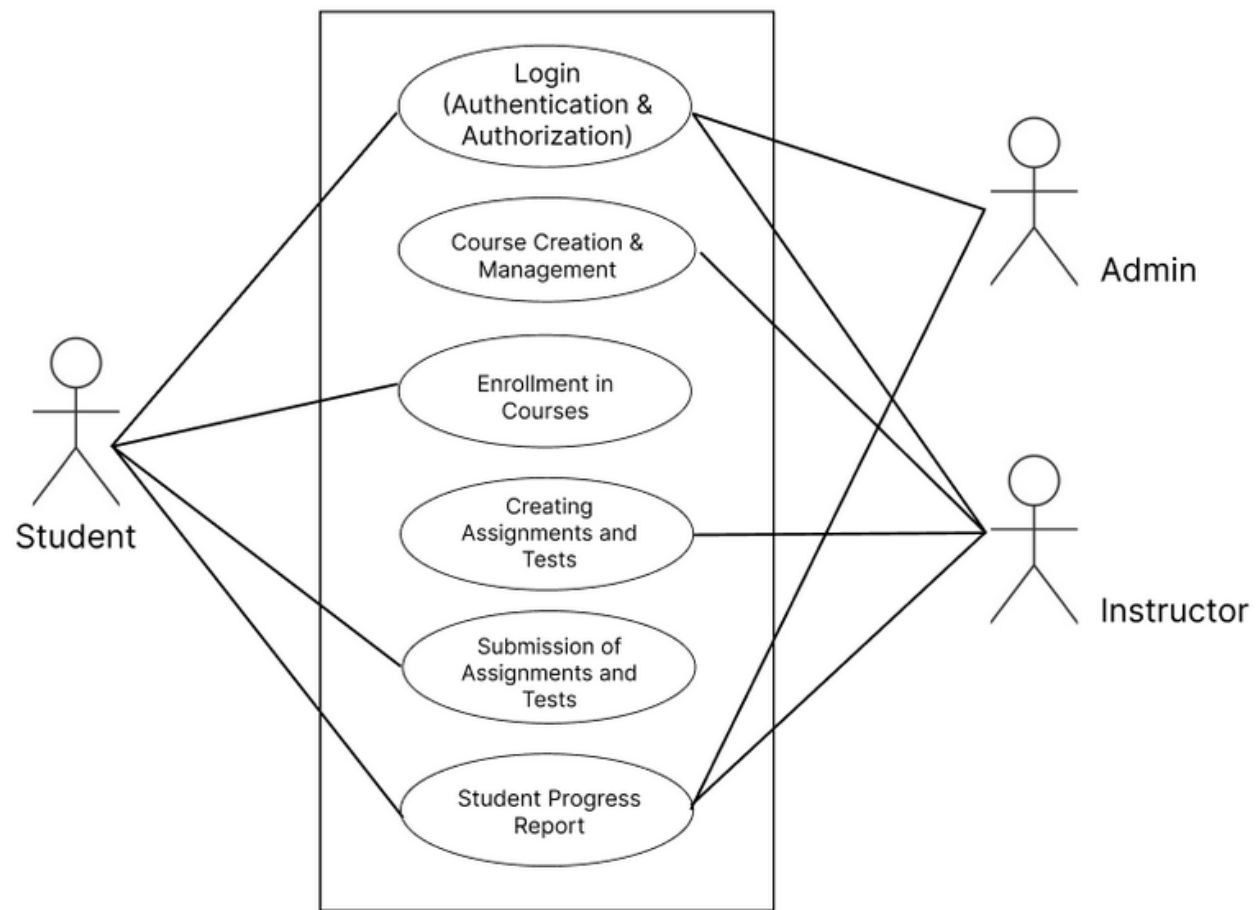 Login
(Authentication &
Authorization)
Course Creation &
Management
Admin
Enrollment in
Courses
Student
Creating
Assignments and
Tests
Instructor
Submission of
Assignments and
Tests
Student Progress
Report